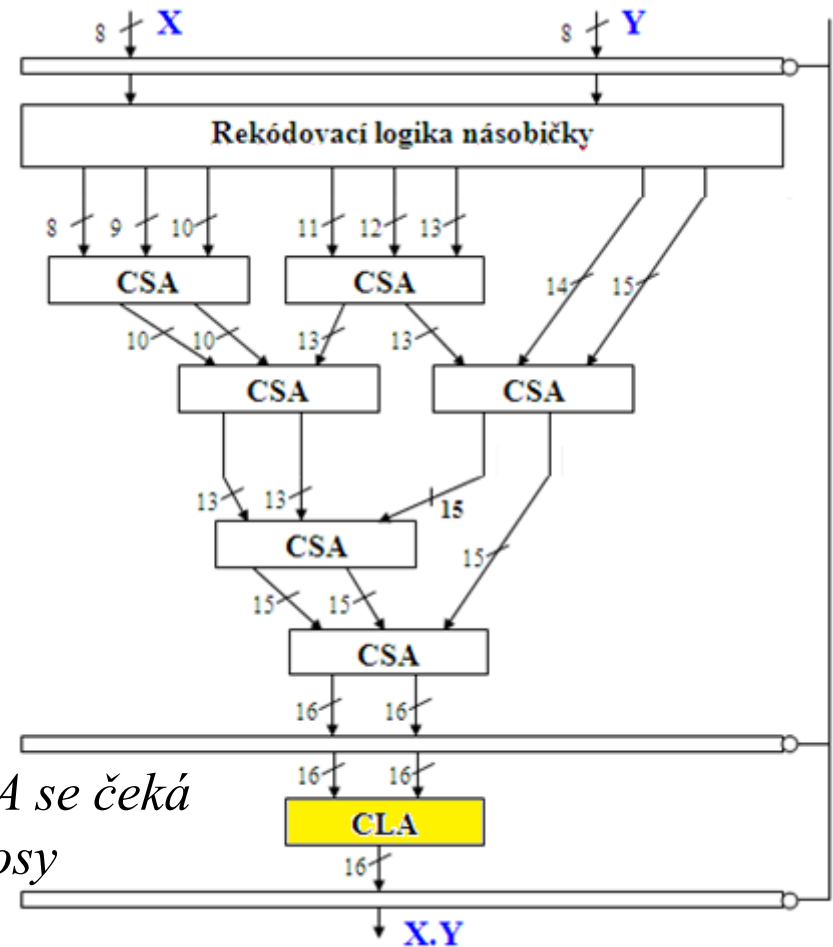 8 X 8 Y
Rekódovací logika násobičky
8 9 10 11 12 13
CSA CSA 14 15
10 10 13 13
CSA CSA
13 13 15
CSA 15
15 15
CSA
16 16
16 16
A se čeká
CLA
osy
16
X.Y